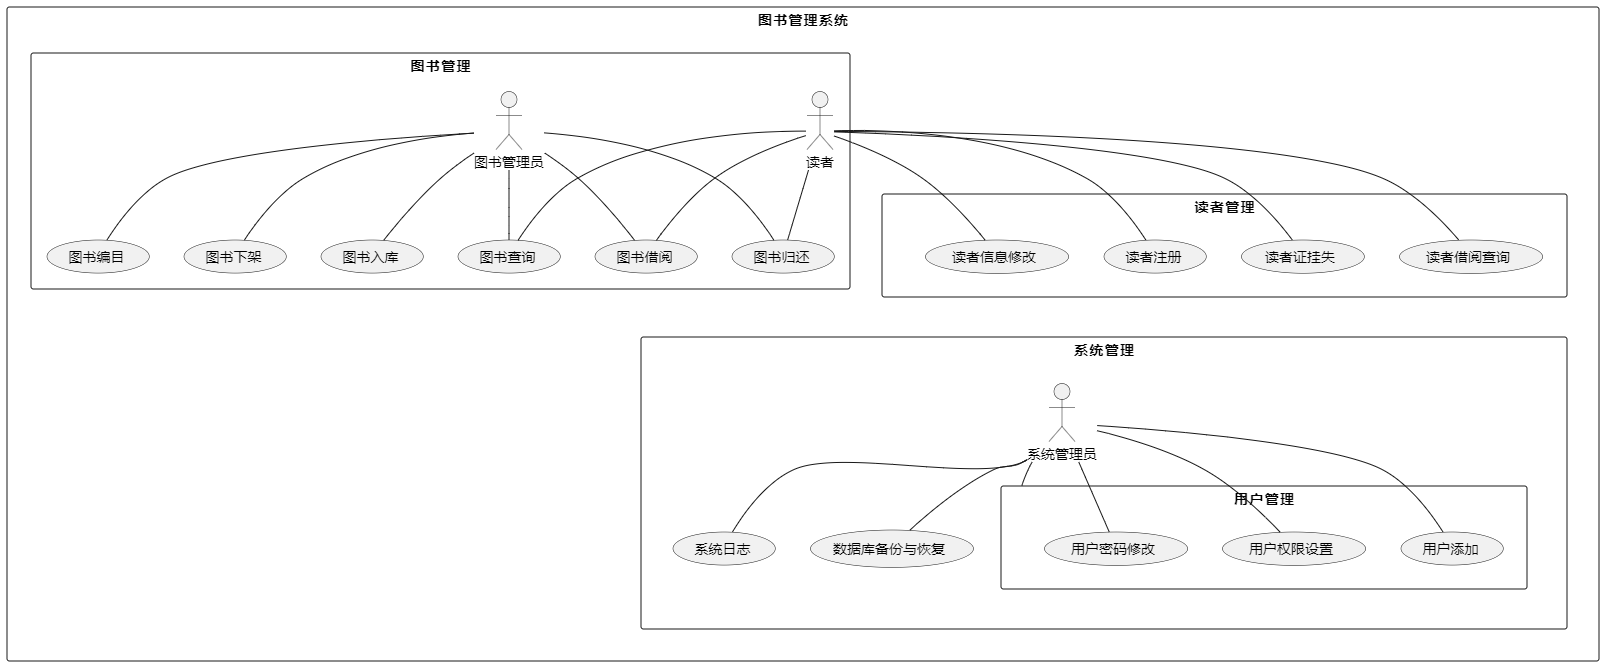 图书管理系统
图书管理
图书管理员
读者
读者管理
图书编目
图书下架
图书入库
图书查询
图书借阅
图书归还
读者信息修改
读者注册
读者证挂失
读者借阅查询
系统管理
系统管理员
用户管理
系统日志
数据库备份与恢复
用户密码修改
用户权限设置
用户添加